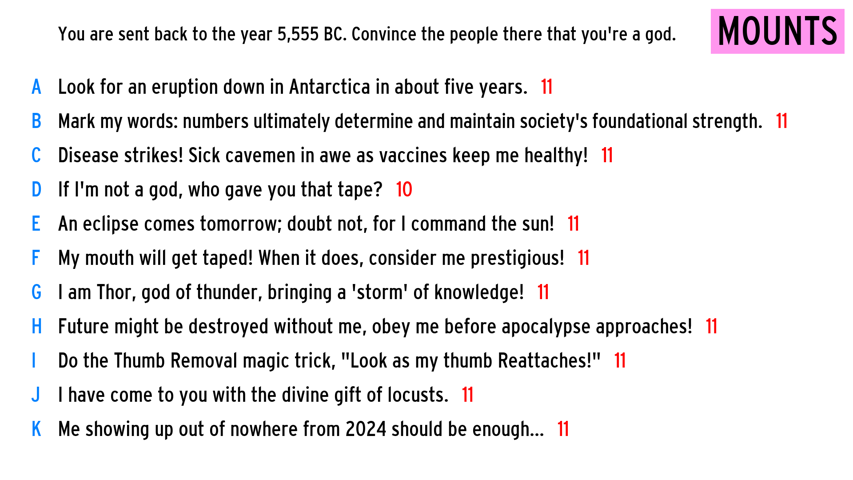 You are sent back to the year 5,555 BC. Convince the people there that you're a god.
MOUNTS
A Look for an eruption down in Antarctica in about five years. 11
B Mark my words: numbers ultimately determine and maintain society's foundational strength. 11
C Disease strikes! Sick cavemen in awe as vaccines keep me healthy! 11
D If I'm not a god, who gave you that tape? 10
E An eclipse comes tomorrow; doubt not, for I command the sun! 11
F My mouth will get taped! When it does, consider me prestigious! 11
G I am Thor, god of thunder, bringing a 'storm' of knowledge! 11
H Future might be destroyed without me, obey me before apocalypse approaches! 11
I Do the Thumb Removal magic trick, "Look as my thumb Reattaches!" 11
J I have come to you with the divine gift of locusts. 11
K Me showing up out of nowhere from 2024 should be enough... 11